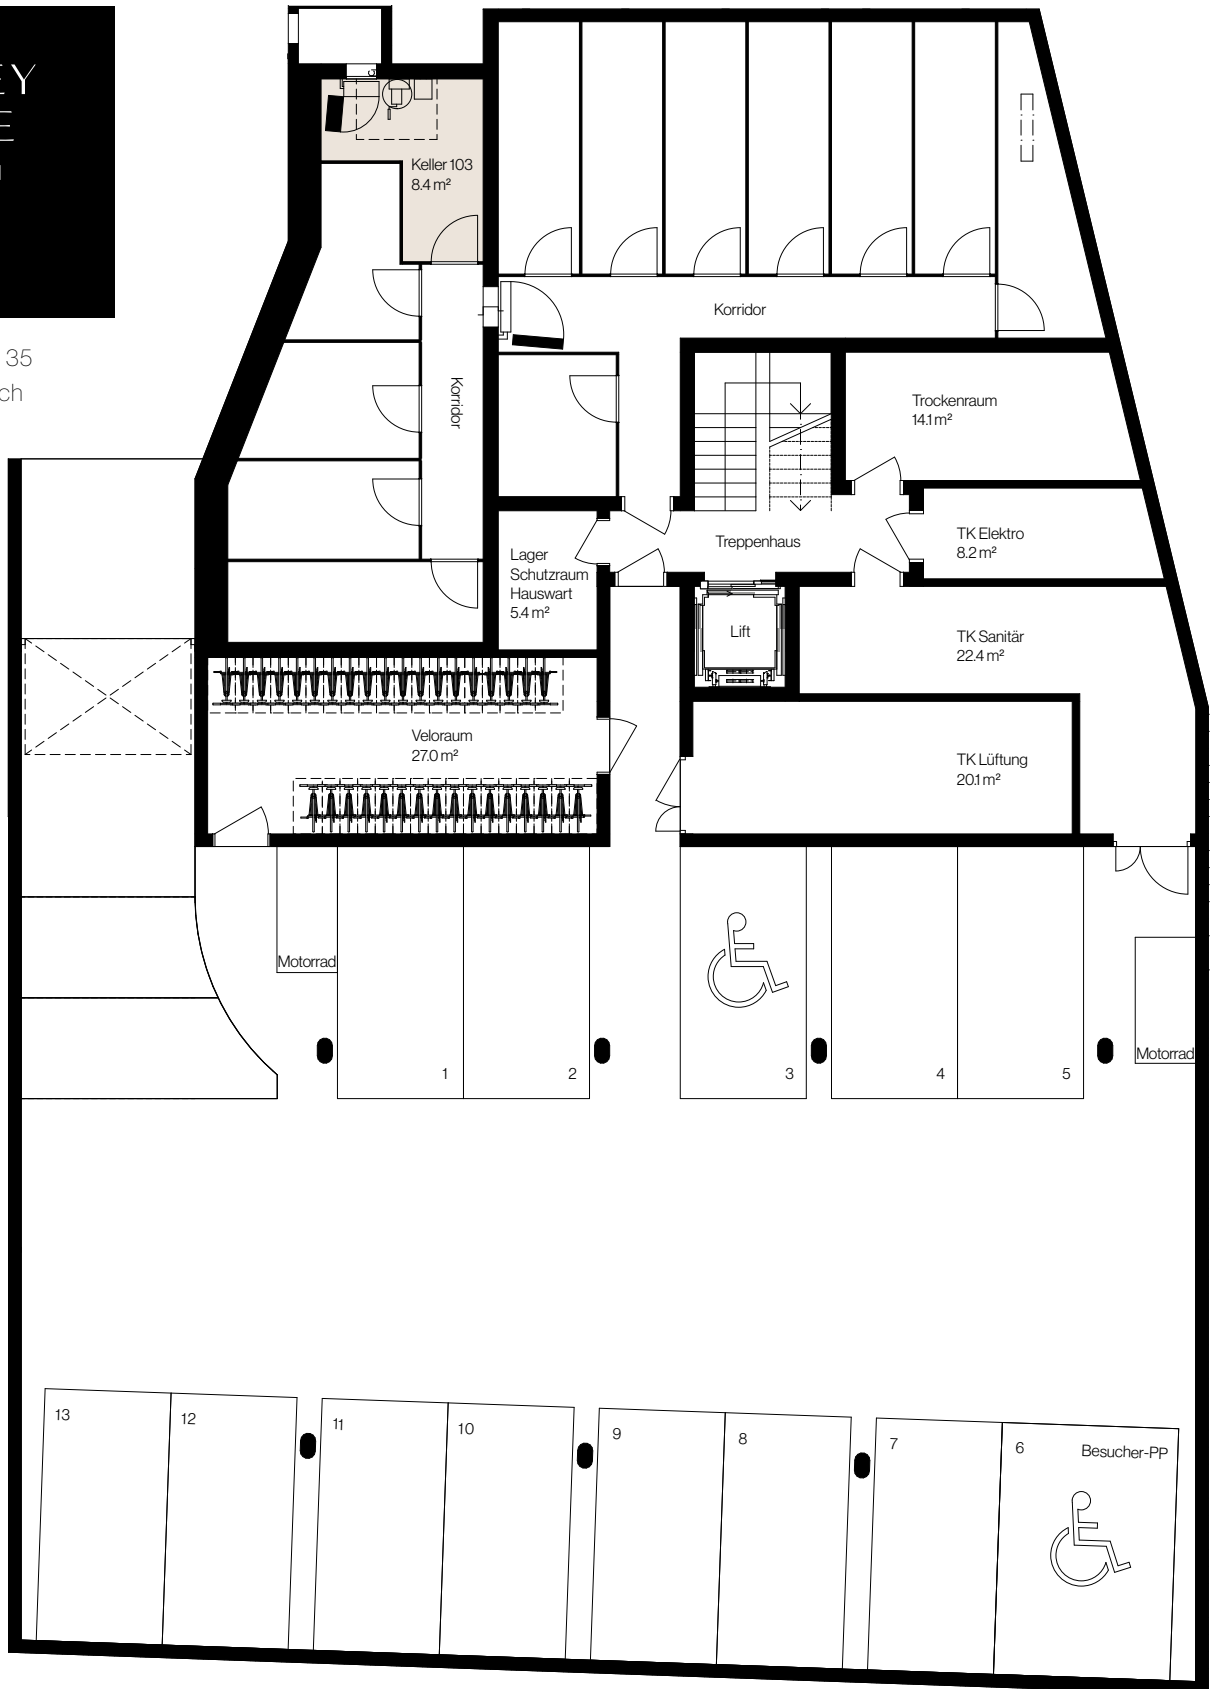 EY
E
35
ch
Keller 103
8.4 m²
Korridor
Korridor
Trockenraum
14.1 m²
TK Elektro
8.2 m²
Treppenhaus
Lager
Schutzraum
Hauswart
5.4 m²
Lift
TK Sanitär
22.4 m²
Veloraum
27.0 m²
TK Lüftung
20.1 m²
Motorrad
Motorrad
1
2
3
4
5
13
12
11
10
9
8
7
6
Besucher-PP